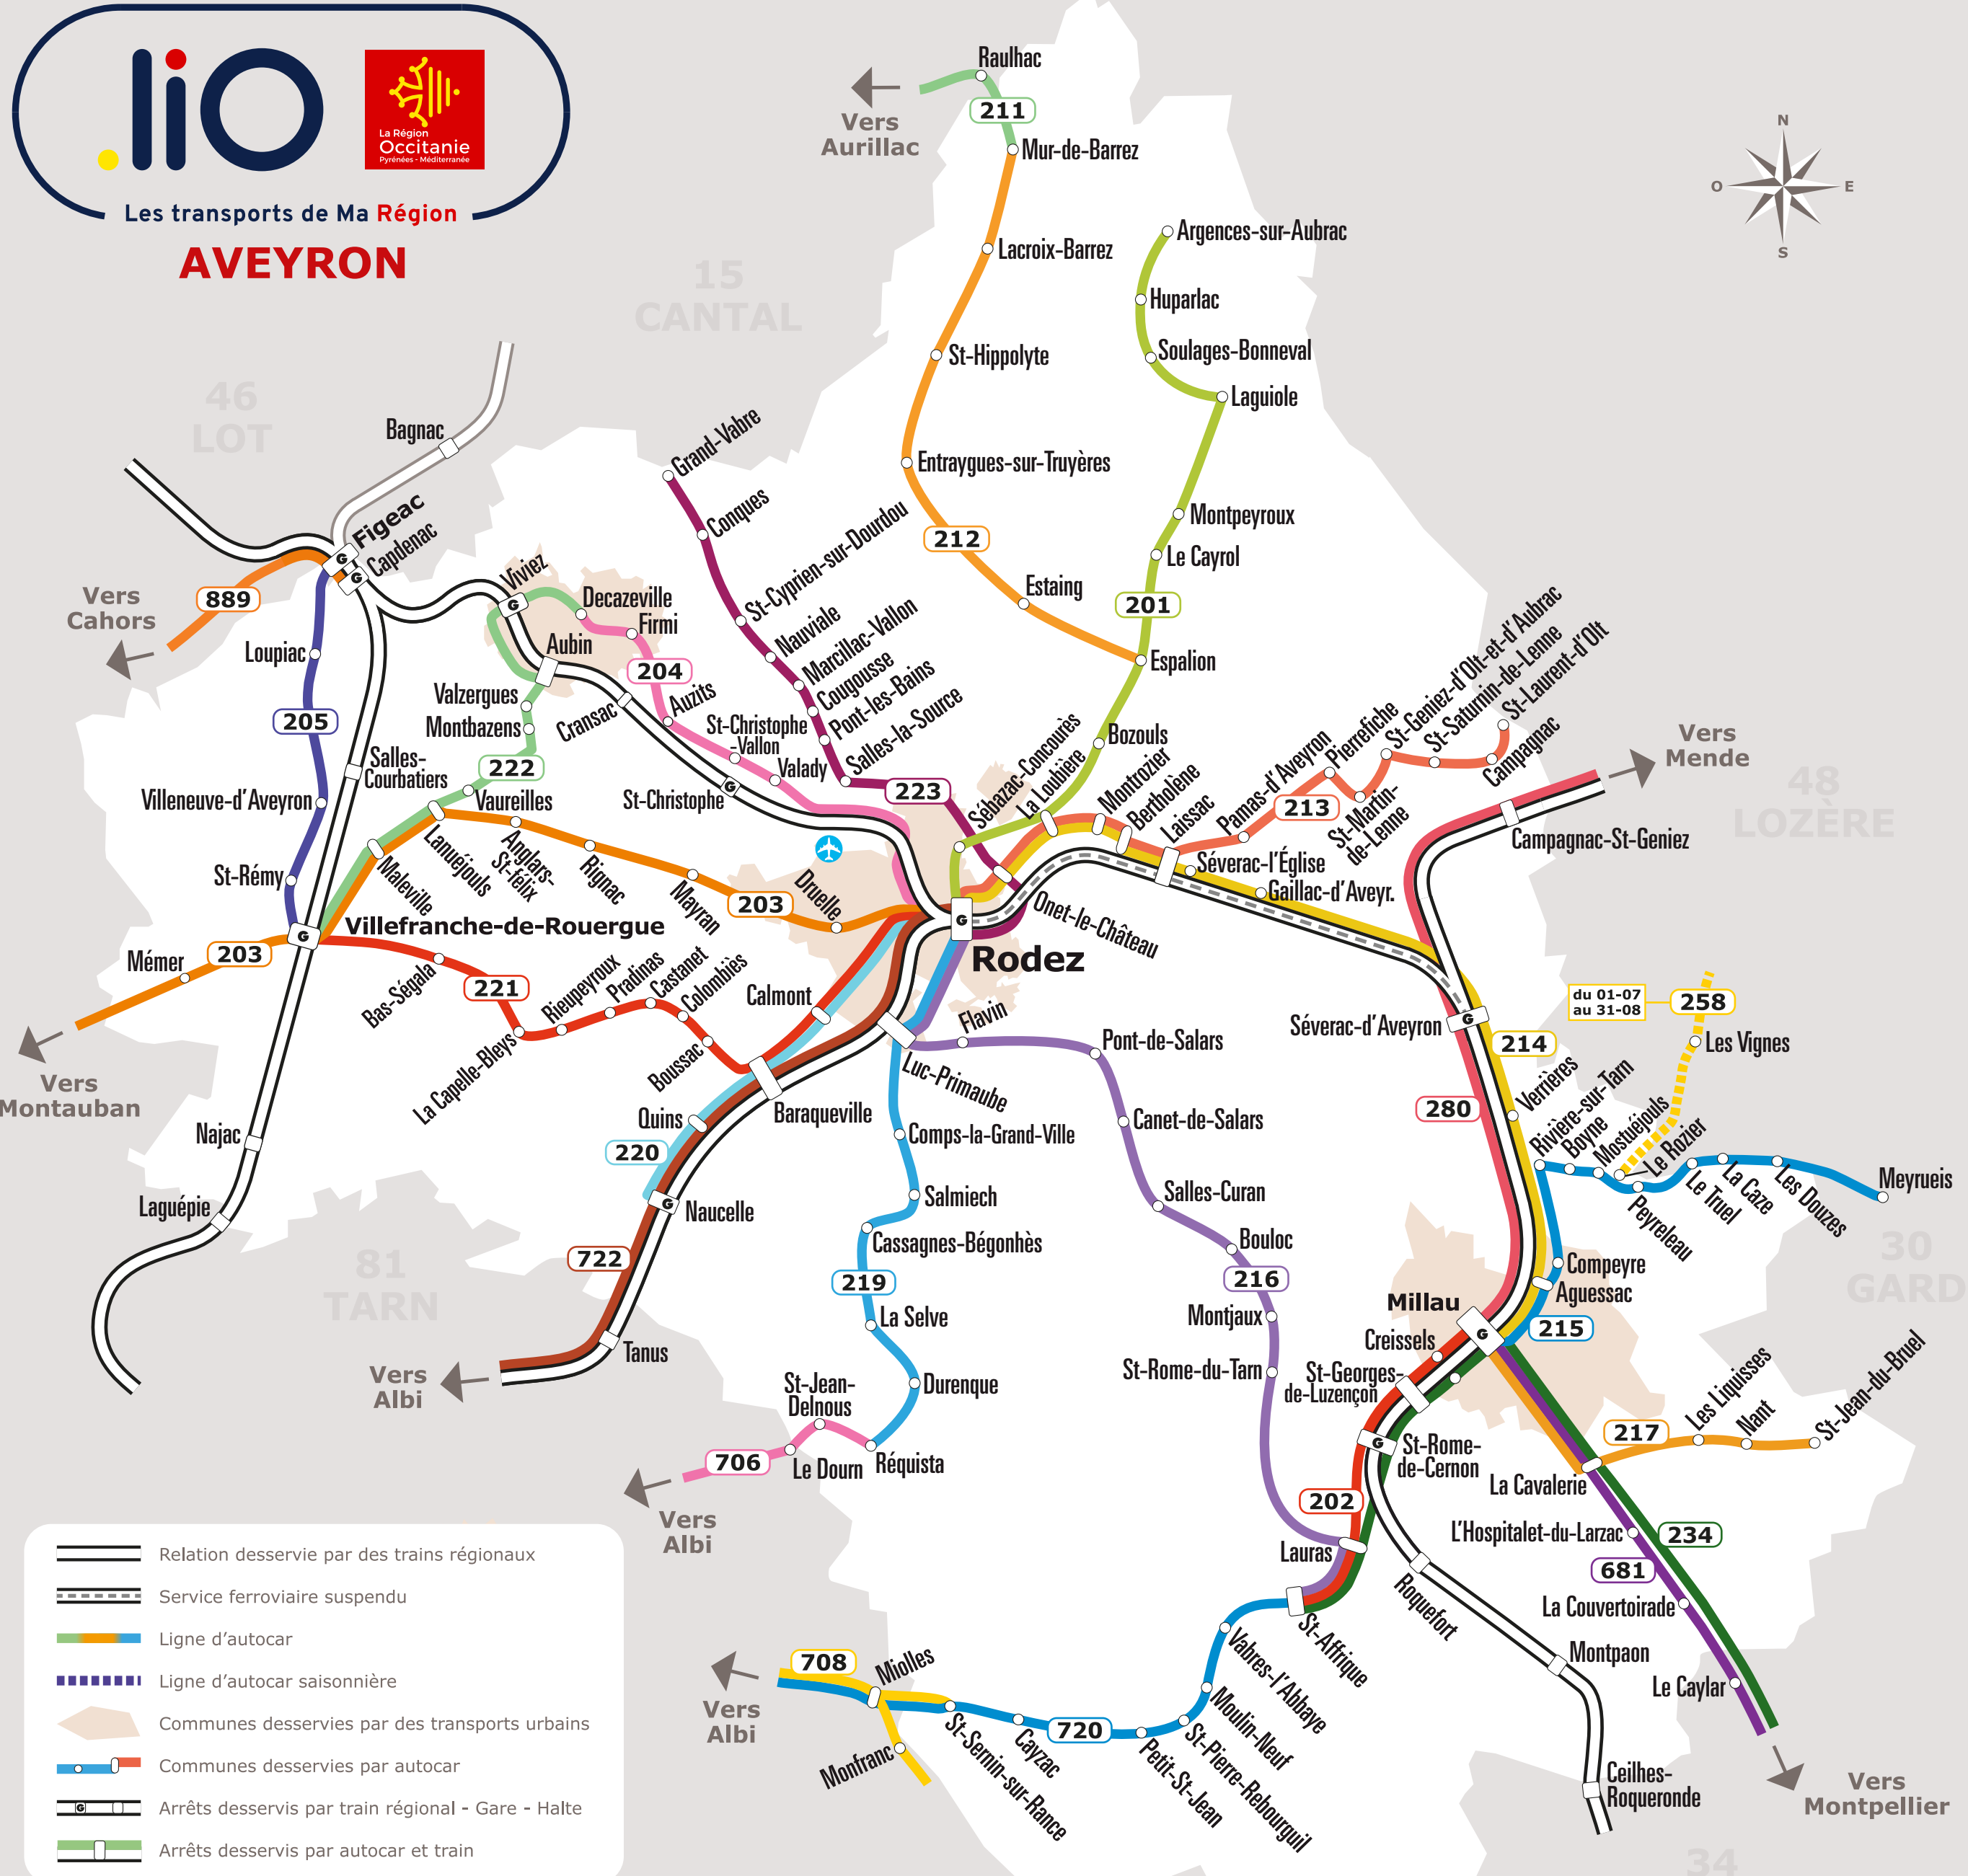 .liO
La Région
Occitanie
Pyrénées - Méditerranée
Les transports de Ma Région
AVEYRON
N
O
E
S
15
CANTAL
46
LOT
48
LOZÈRE
30
GARD
81
TARN
34
Vers
Aurillac
Raulhac
211
Mur-de-Barrez
Lacroix-Barrez
St-Hippolyte
Entraygues-sur-Truyères
212
Estaing
Espalion
Argences-sur-Aubrac
Huparlac
Soulages-Bonneval
Laguiole
Montpeyroux
Le Cayrol
201
Bozouls
La Loubière
Sébazac-Concourès
Bagnac
G
Figeac
G
Capdenac
889
Vers
Cahors
Loupiac
205
Villeneuve-d'Aveyron
St-Rémy
Salles-
Courbatiers
G
Viviez
Decazeville
Firmi
Aubin
204
Auzits
Valzergues
Montbazens
222
Vaureilles
Cransac
St-Christophe
-Vallon
Valady
G
St-Christophe
Grand-Vabre
Conques
St-Cyprien-sur-Dourdou
Nauviale
Marcillac-Vallon
Cougousse
Pont-les-Bains
Salles-la-Source
223
Montrozier
Bertholène
Laissac
Pamas-d'Aveyron
213
Pierrefiche
St-Martin-
de-Lenne
St-Geniez-d'Olt-et-d'Aubrac
St-Saturnin-de-Lenne
Campagnac
St-Laurent-d'Olt
Vers
Mende
Campagnac-St-Geniez
Séverac-l'Église
Gaillac-d'Aveyr.
Onet-le-Château
G
Rodez
Druelle
203
Mayran
Rignac
Anglars-
St-félix
Lanuéjouls
Maleville
G
Villefranche-de-Rouergue
203
Mémer
Vers
Montauban
Bas-Ségala
221
La Capelle-Bleys
Rieupeyroux
Pradinas
Castanet
Colombiès
Boussac
Calmont
Baraqueville
Quins
220
G
Naucelle
722
Tanus
Vers
Albi
Najac
Laguépie
Luc-Primaube
Flavin
Pont-de-Salars
Canet-de-Salars
Salles-Curan
Bouloc
216
Montjaux
St-Rome-du-Tarn
Lauras
Comps-la-Grand-Ville
Salmiech
Cassagnes-Bégonhès
219
La Selve
Durenque
Réquista
St-Jean-
Delnous
Le Dourn
706
Vers
Albi
G
Séverac-d'Aveyron
214
280
Verrières
du 01-07
au 31-08
258
Les Vignes
Rivière-sur-Tarn
Boyne
Mostuéjouls
Le Rozier
Peyreleau
Le Truel
La Caze
Les Douzes
Meyrueis
Compeyre
Aguessac
215
G
Millau
Creissels
St-Georges-
de-Luzençon
G
St-Rome-
de-Cernon
202
217
Les Liquisses
Nant
St-Jean-du-Bruel
La Cavalerie
L'Hospitalet-du-Larzac
234
681
La Couvertoirade
Le Caylar
Vers
Montpellier
Roquefort
Montpaon
Ceilhes-
Roqueronde
St-Affrique
Vabres-l'Abbaye
Moulin-Neuf
St-Pierre-Rebourguil
Petit-St-Jean
720
Cayzac
St-Sernin-sur-Rance
Miolles
708
Monfranc
Vers
Albi
Relation desservie par des trains régionaux
Service ferroviaire suspendu
Ligne d'autocar
Ligne d'autocar saisonnière
Communes desservies par des transports urbains
Communes desservies par autocar
G
Arrêts desservis par train régional - Gare - Halte
Arrêts desservis par autocar et train